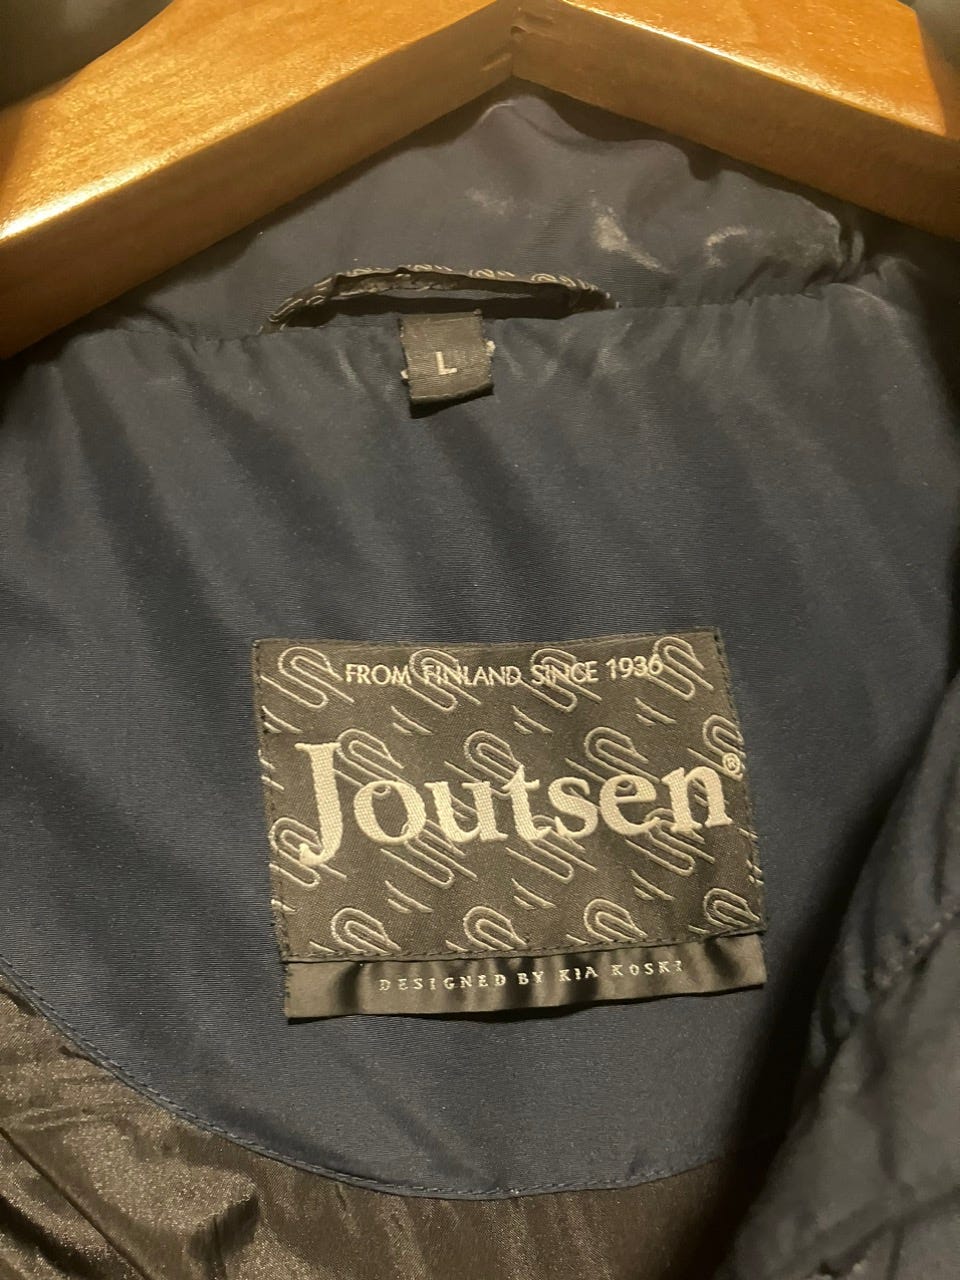 L
FROM FINLAND SINCE 1936
Joutsen®
DESIGNED BY KIA KOSKI